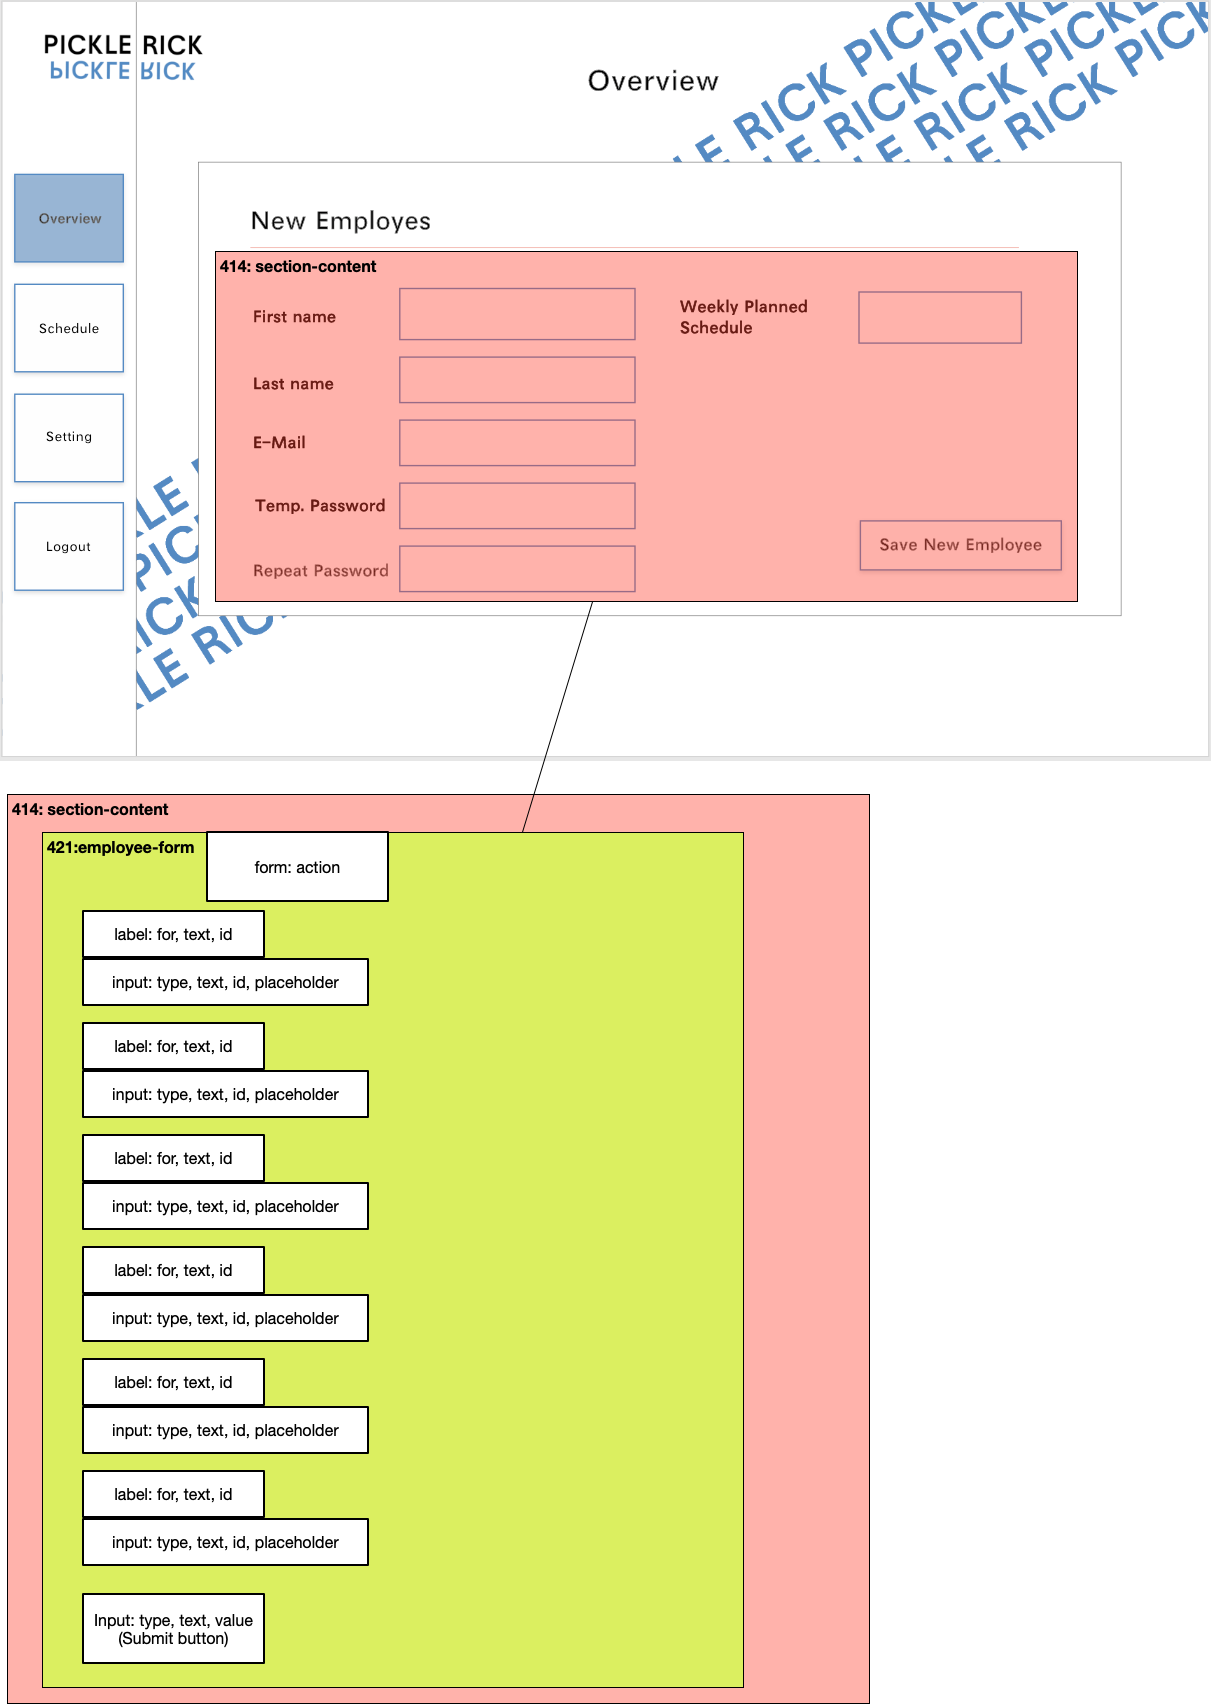 PICKLE RICK
PICKLE RICK
Overview
PICKLE RICK PICKLE
RICK PICKLE
RICK PICKLE
RICK PICK
Overview
Schedule
Setting
Logout
New Employes
414: section-content
First name
Weekly Planned
Schedule
Last name
E-Mail
Temp. Password
Save New Employee
Repeat Password
414: section-content
421:employee-form
form: action
label: for, text, id
input: type, text, id, placeholder
label: for, text, id
input: type, text, id, placeholder
label: for, text, id
input: type, text, id, placeholder
label: for, text, id
input: type, text, id, placeholder
label: for, text, id
input: type, text, id, placeholder
label: for, text, id
input: type, text, id, placeholder
Input: type, text, value
(Submit button)